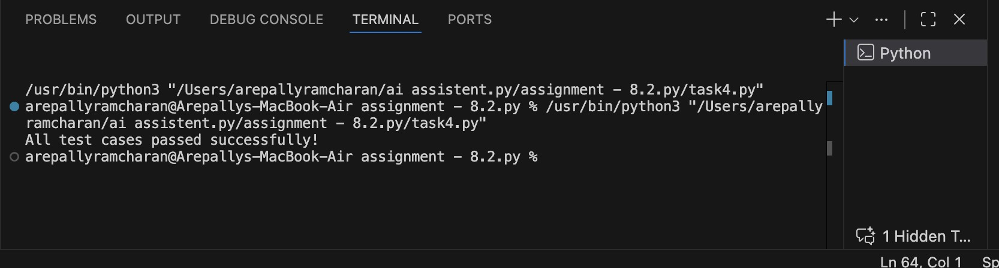 PROBLEMS OUTPUT DEBUG CONSOLE TERMINAL PORTS
Python
/usr/bin/python3 "/Users/arepallyramcharan/ai assistent.py/assignment - 8.2.py/task4.py"
arepallyramcharan@Arepallys-MacBook-Air assignment - 8.2.py % /usr/bin/python3 "/Users/arepally
ramcharan/ai assistent.py/assignment - 8.2.py/task4.py"
All test cases passed successfully!
arepallyramcharan@Arepallys-MacBook-Air assignment - 8.2.py %
1 Hidden T...
Ln 64, Col 1 Sp